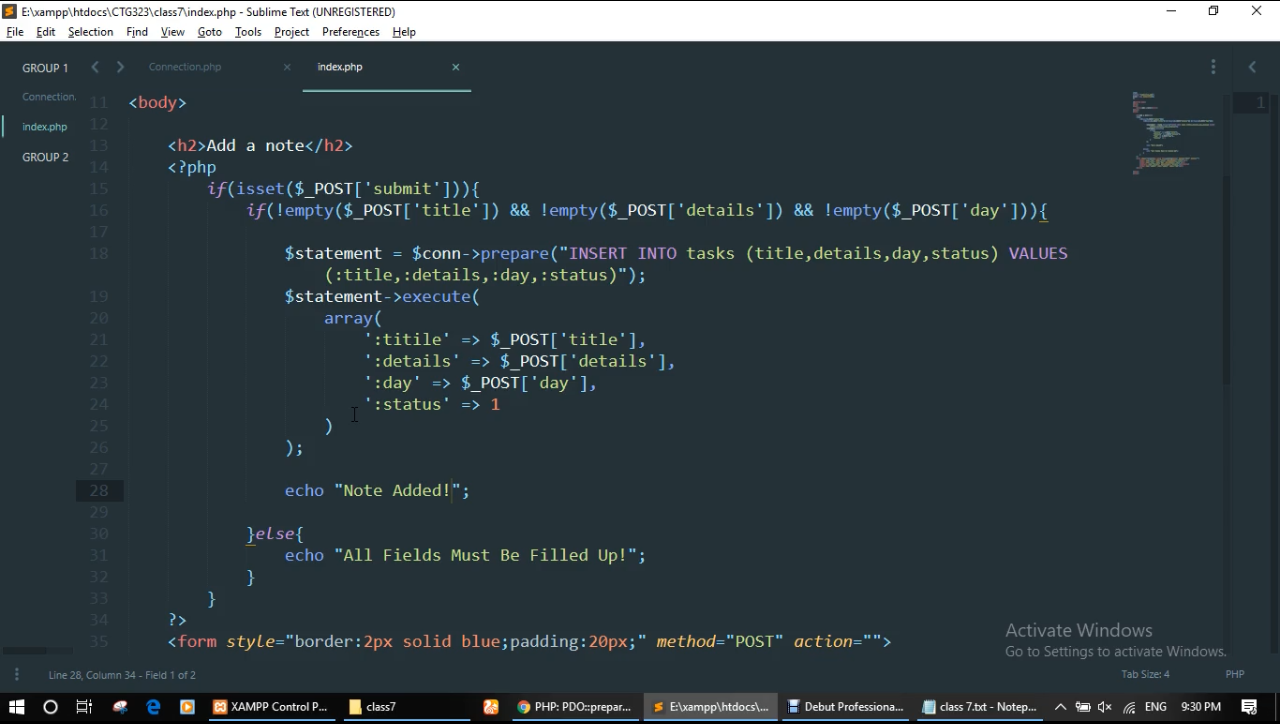 E:\xampp\htdocs\CTG323\class7\index.php - Sublime Text (UNREGISTERED)
File Edit Selection Find View Goto Tools Project Preferences Help
GROUP 1
Connection.php
index.php
Connection.
index.php
GROUP 2
1
11 <body>
12
13 <h2>Add a note</h2>
14 <?php
15 if(isset($_POST['submit'])){
16 if(!empty($_POST['title']) && !empty($_POST['details']) && !empty($_POST['day'])){
17
18 $statement = $conn->prepare("INSERT INTO tasks (title,details,day,status) VALUES
(:title,:details,:day,:status)");
19 $statement->execute(
20 array(
21 ':titile' => $_POST['title'],
22 ':details' => $_POST['details'],
23 ':day' => $_POST['day'],
24 ':status' => 1
25 )
26 );
27
28 echo "Note Added!";
29
30 }else{
31 echo "All Fields Must Be Filled Up!";
32 }
33 }
34 ?>
35 <form style="border:2px solid blue;padding:20px;" method="POST" action="">
Activate Windows
Go to Settings to activate Windows.
Line 28, Column 34 - Field 1 of 2
Tab Size: 4
PHP
XAMPP Control P...
class7
PHP: PDO::prepar...
E:\xampp\htdocs\...
Debut Professiona...
class 7.txt - Notep...
ENG
9:30 PM